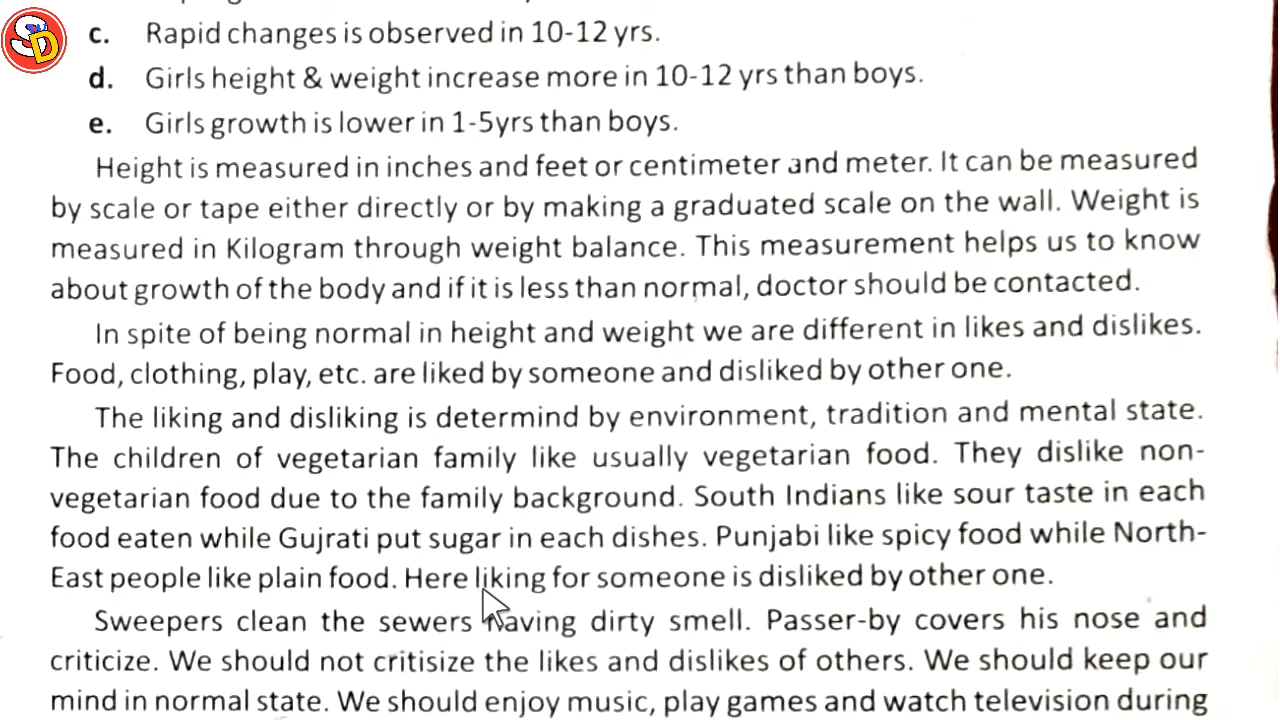 SD
c. Rapid changes is observed in 10-12 yrs.
d. Girls height & weight increase more in 10-12 yrs than boys.
e. Girls growth is lower in 1-5yrs than boys.
Height is measured in inches and feet or centimeter and meter. It can be measured
by scale or tape either directly or by making a graduated scale on the wall. Weight is
measured in Kilogram through weight balance. This measurement helps us to know
about growth of the body and if it is less than normal, doctor should be contacted.
In spite of being normal in height and weight we are different in likes and dislikes.
Food, clothing, play, etc. are liked by someone and disliked by other one.
The liking and disliking is determind by environment, tradition and mental state.
The children of vegetarian family like usually vegetarian food. They dislike non-
vegetarian food due to the family background. South Indians like sour taste in each
food eaten while Gujrati put sugar in each dishes. Punjabi like spicy food while North-
East people like plain food. Here liking for someone is disliked by other one.
Sweepers clean the sewers having dirty smell. Passer-by covers his nose and
criticize. We should not critisize the likes and dislikes of others. We should keep our
mind in normal state. We should enjoy music, play games and watch television during